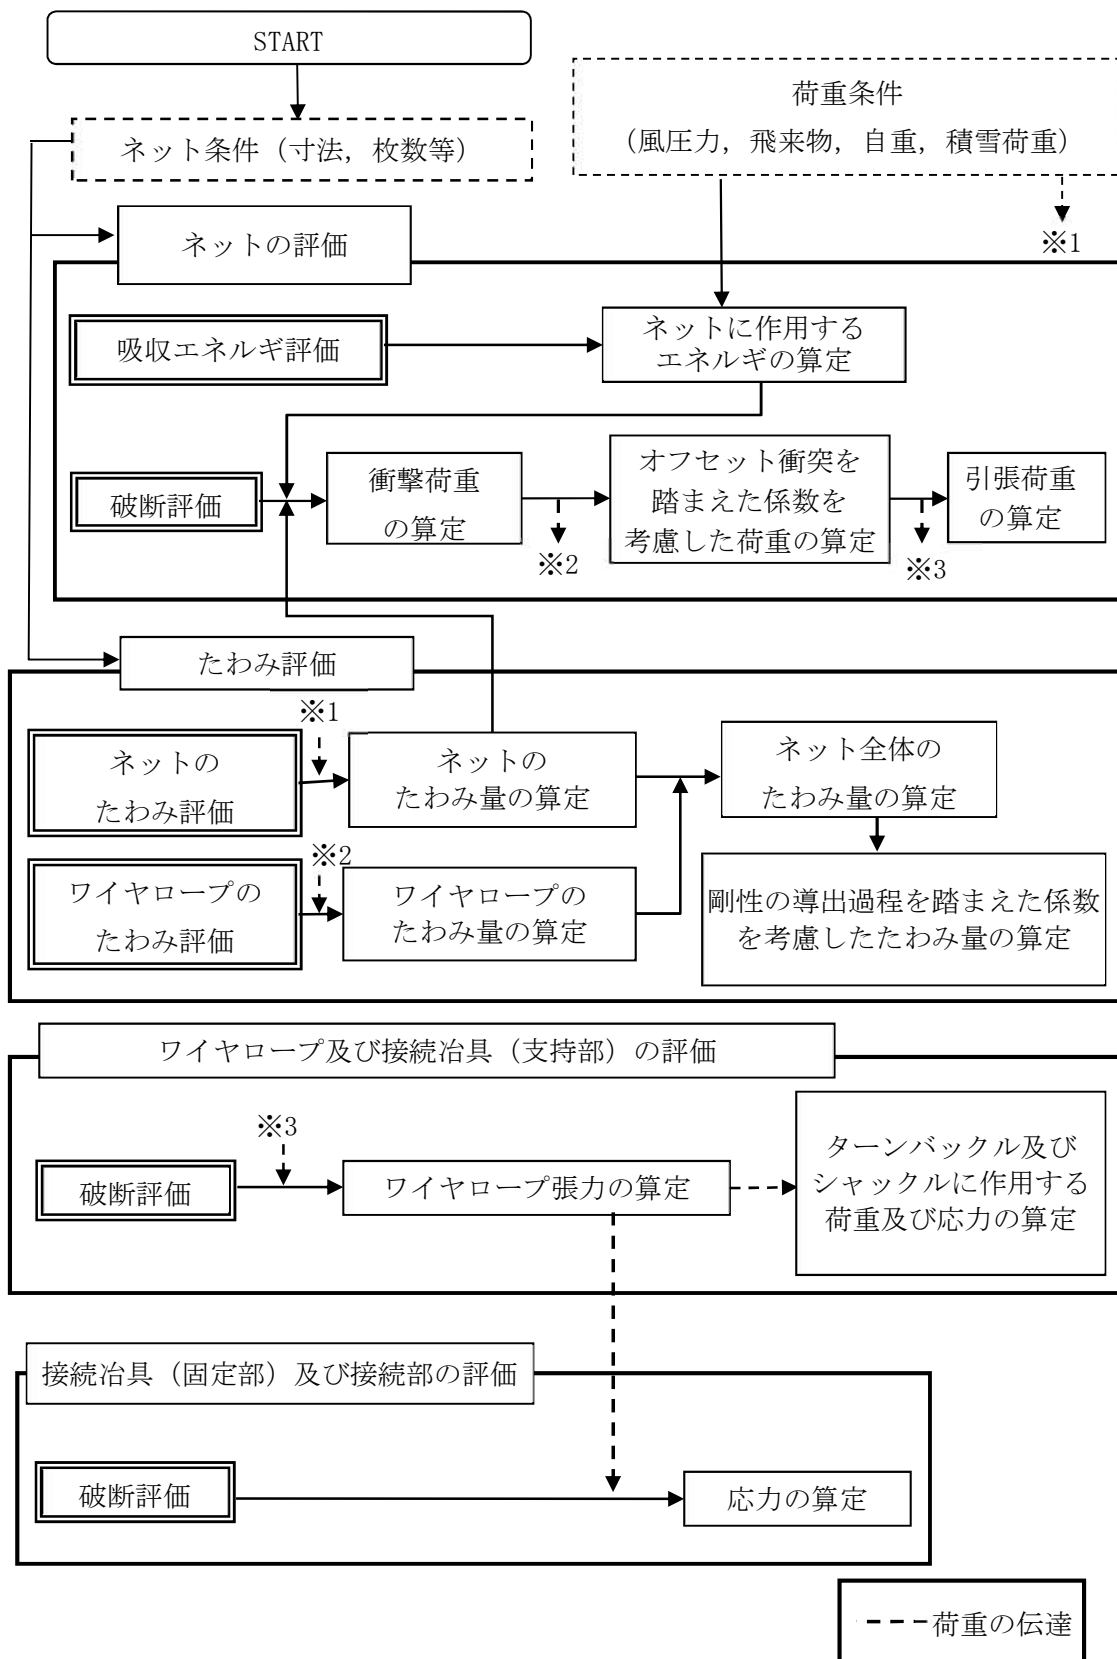 START
荷重条件
(風圧力, 飛来物, 自重, 積雪荷重)
ネット条件(寸法, 枚数等)
※1
ネットの評価
吸収エネルギ評価
ネットに作用する
エネルギの算定
破断評価
衝撃荷重
の算定
※2
オフセット衝突を
踏まえた係数を
考慮した荷重の算定
※3
引張荷重
の算定
たわみ評価
※1
ネットの
たわみ評価
ネットの
たわみ量の算定
ネット全体の
たわみ量の算定
※2
ワイヤロープの
たわみ評価
ワイヤロープの
たわみ量の算定
剛性の導出過程を踏まえた係数
を考慮したたわみ量の算定
ワイヤロープ及び接続冶具(支持部)の評価
※3
破断評価
ワイヤロープ張力の算定
ターンバックル及び
シャックルに作用する
荷重及び応力の算定
接続冶具(固定部)及び接続部の評価
破断評価
応力の算定
荷重の伝達